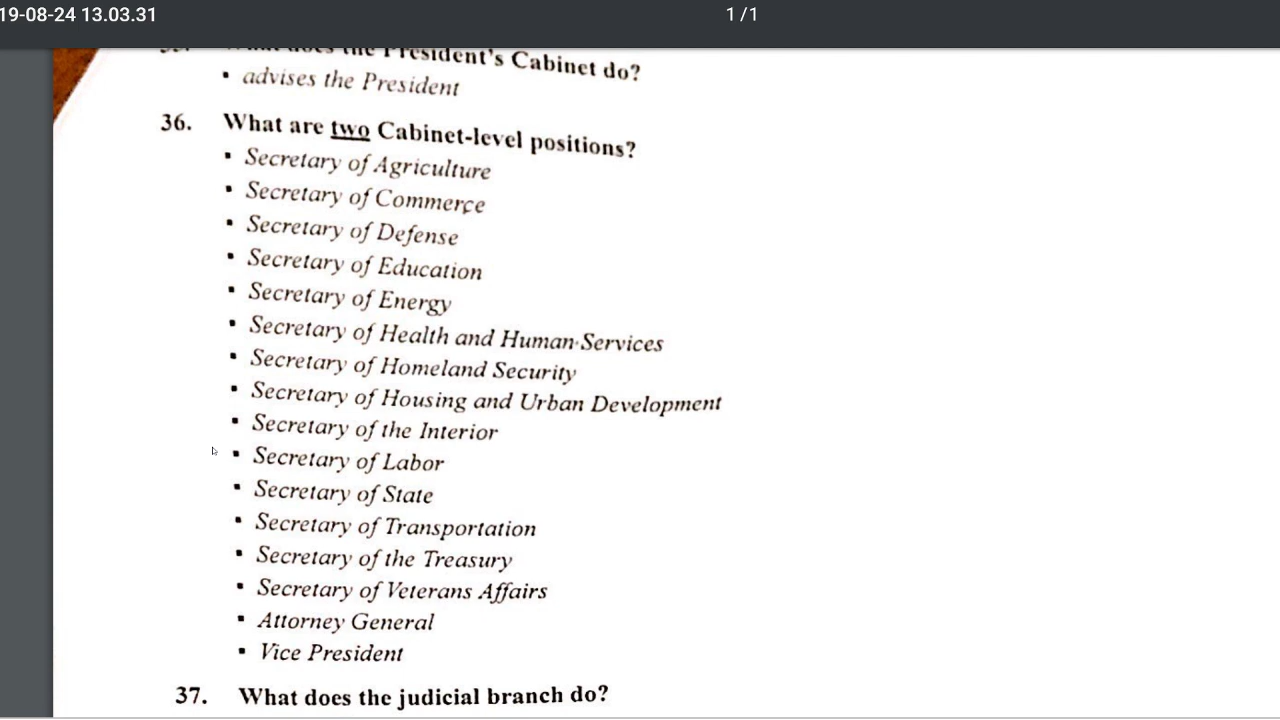 19-08-24 13.03.31
1 / 1
35. What does the President's Cabinet do?
▪ advises the President
36. What are two Cabinet-level positions?
▪ Secretary of Agriculture
▪ Secretary of Commerce
▪ Secretary of Defense
▪ Secretary of Education
▪ Secretary of Energy
▪ Secretary of Health and Human Services
▪ Secretary of Homeland Security
▪ Secretary of Housing and Urban Development
▪ Secretary of the Interior
▪ Secretary of Labor
▪ Secretary of State
▪ Secretary of Transportation
▪ Secretary of the Treasury
▪ Secretary of Veterans Affairs
▪ Attorney General
▪ Vice President
37. What does the judicial branch do?